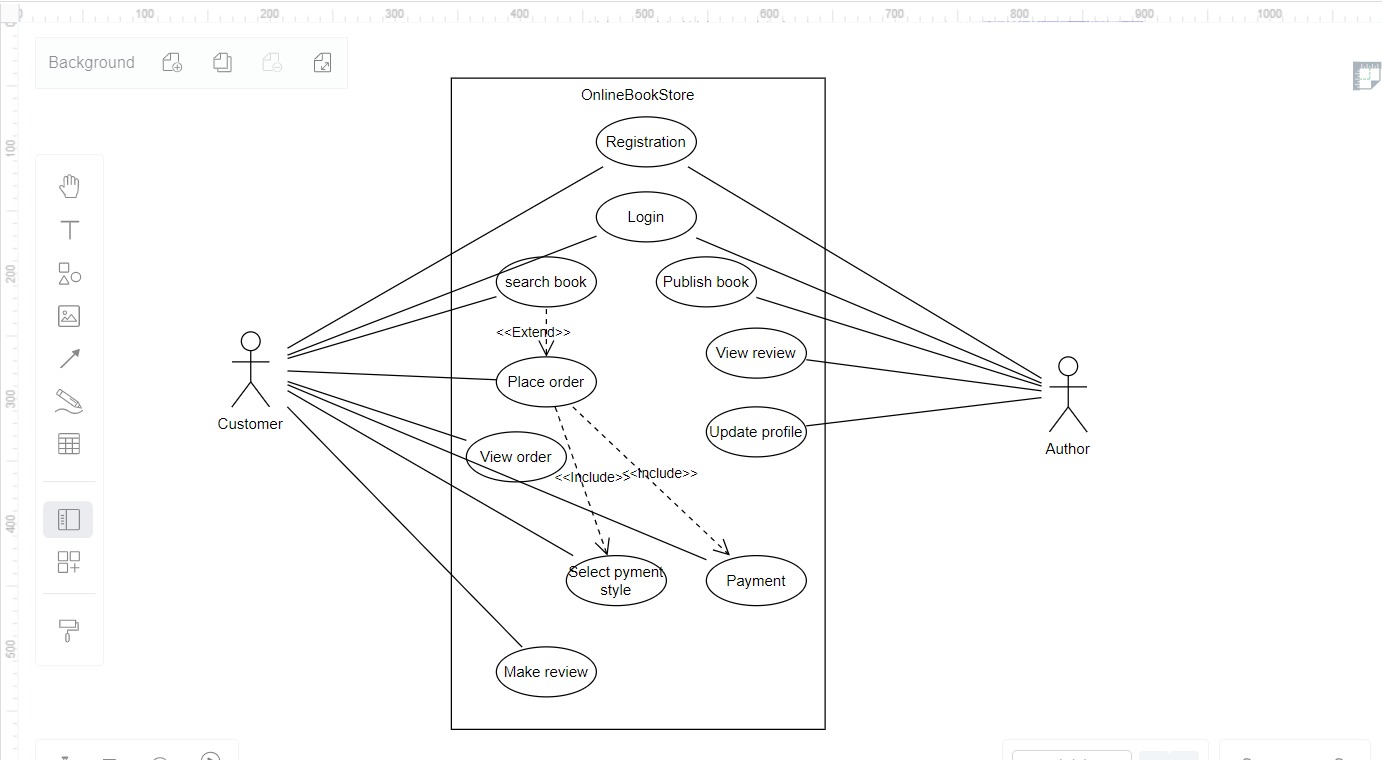 100 200 300 400 500 600 700 800 900 1000
Background
OnlineBookStore
Registration
100
Login
200
search book
Publish book
<<Extend>>
View review
Place order
300
Customer
Update profile
Author
View order
<<Include>>
<<Include>>
400
Select pyment
style
Payment
500
Make review